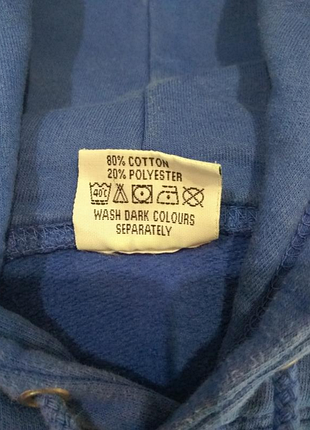 80% COTTON
20% POLYESTER
40°C
WASH DARK COLOURS
SEPARATELY